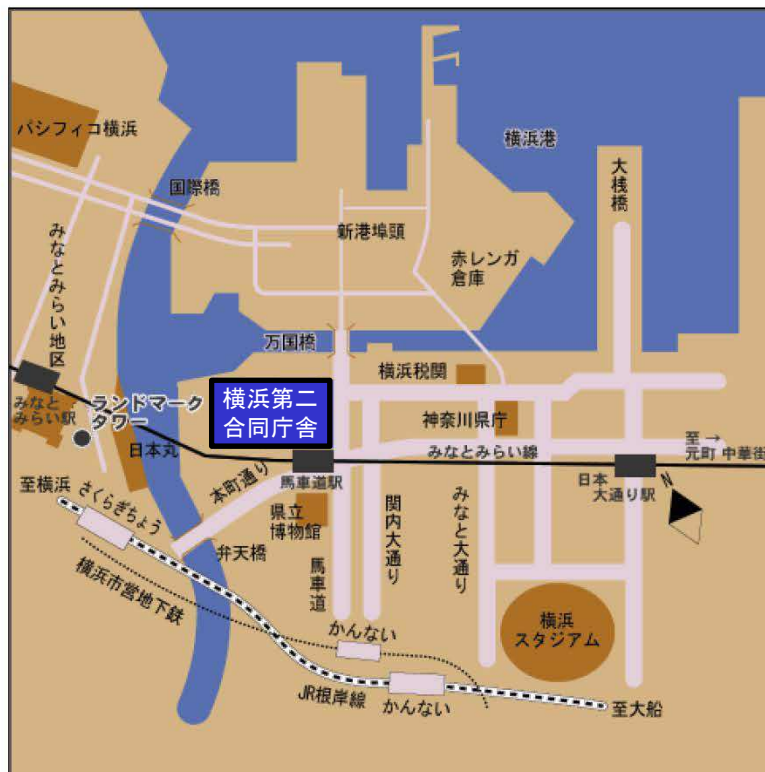 パシフィコ横浜
国際橋
横浜港
大桟橋
みなとみらい地区
新港埠頭
赤レンガ
倉庫
万国橋
横浜税関
横浜第二
合同庁舎
神奈川県庁
みなと
みらい駅
ランドマーク
タワー
日本丸
みなとみらい線
至→
元町 中華街
至横浜
さくらぎちょう
本町通り
馬車道駅
日本
大通り駅
N
県立
博物館
関内大通り
みなと大通り
弁天橋
馬車道
横浜市営地下鉄
横浜
スタジアム
かんない
JR根岸線
かんない
至大船